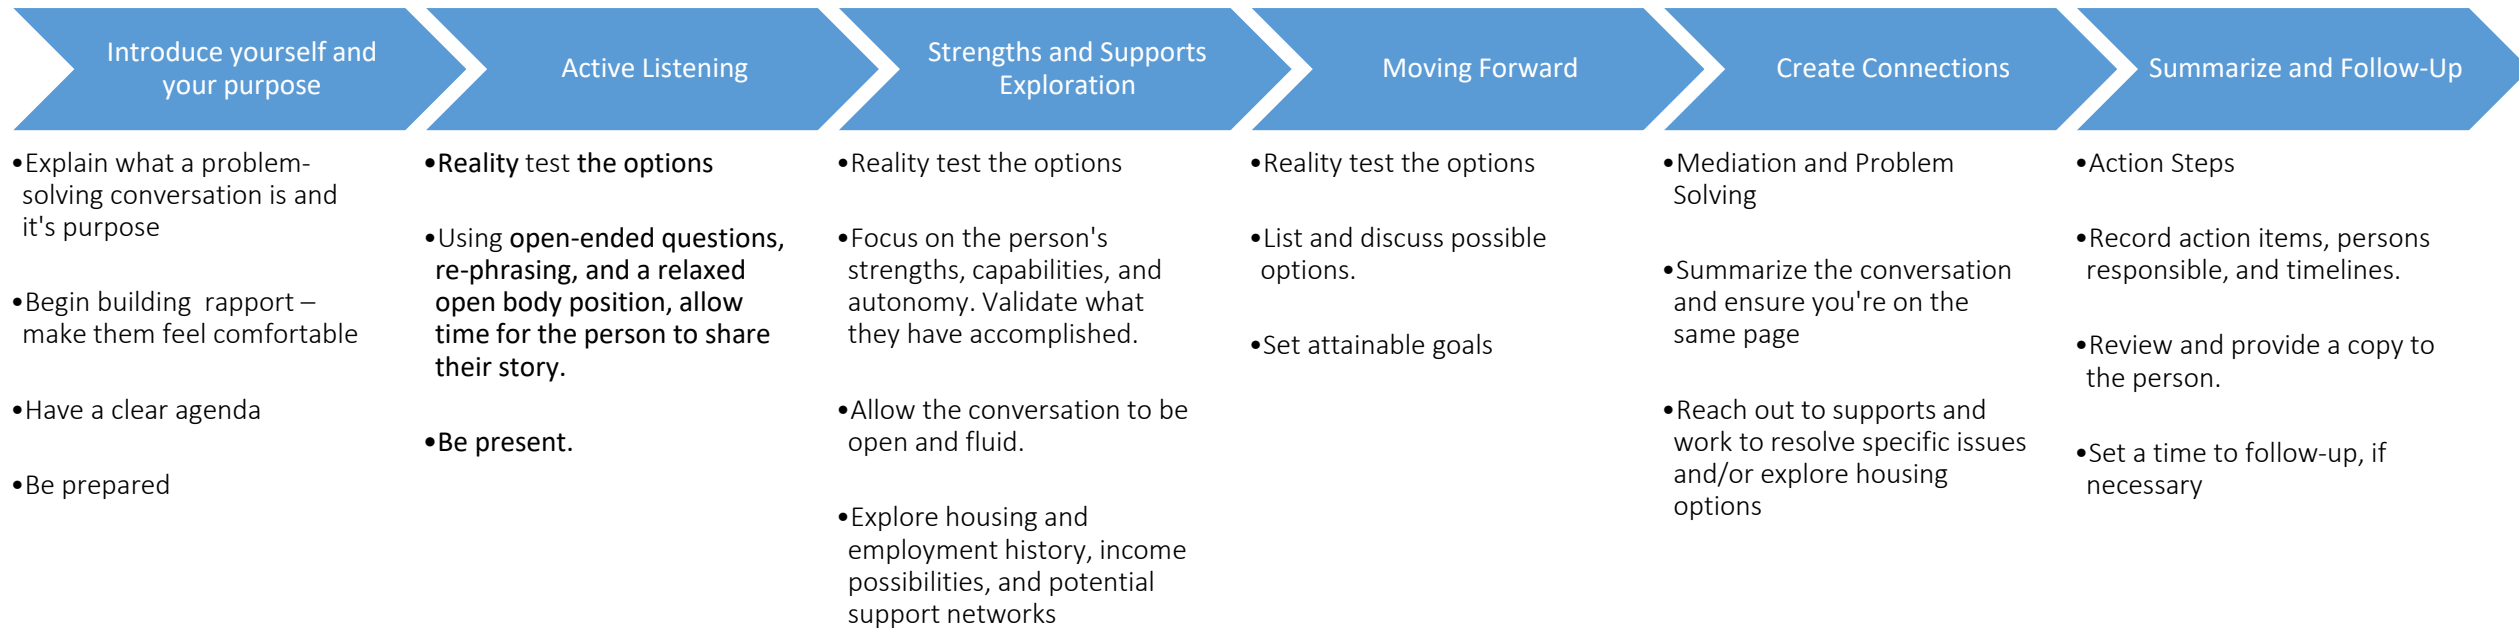 Introduce yourself and
your purpose
•Explain what a problem-
solving conversation is and
it's purpose
•Begin building  rapport –
make them feel comfortable
•Have a clear agenda
•Be prepared
Active Listening
•Reality test the options
•Using open-ended questions,
re-phrasing, and a relaxed
open body position, allow
time for the person to share
their story.
•Be present.
Strengths and Supports
Exploration
•Reality test the options
•Focus on the person's
strengths, capabilities, and
autonomy. Validate what
they have accomplished.
•Allow the conversation to be
open and fluid.
•Explore housing and
employment history, income
possibilities, and potential
support networks
Moving Forward
•Reality test the options
•List and discuss possible
options.
•Set attainable goals
Create Connections
•Mediation and Problem
Solving
•Summarize the conversation
and ensure you're on the
same page
•Reach out to supports and
work to resolve specific issues
and/or explore housing
options
Summarize and Follow-Up
•Action Steps
•Record action items, persons
responsible, and timelines.
•Review and provide a copy to
the person.
•Set a time to follow-up, if
necessary